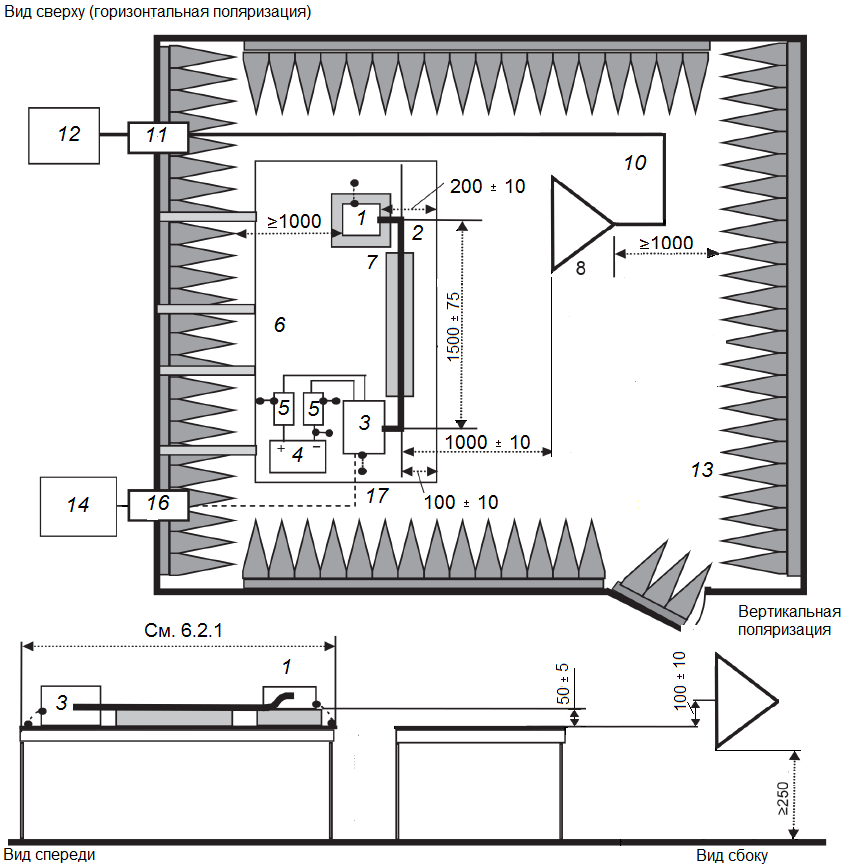 Вид сверху (горизонтальная поляризация)
12
11
10
200 ± 10
1
≥1000
2
≥1000
7
8
1500 ± 75
6
5
5
3
+
−
4
1000 ± 10
13
14
16
17
100 ± 10
Вертикальная
поляризация
См. 6.2.1
3
1
50 ± 5
100 ± 10
≥250
Вид спереди
Вид сбоку